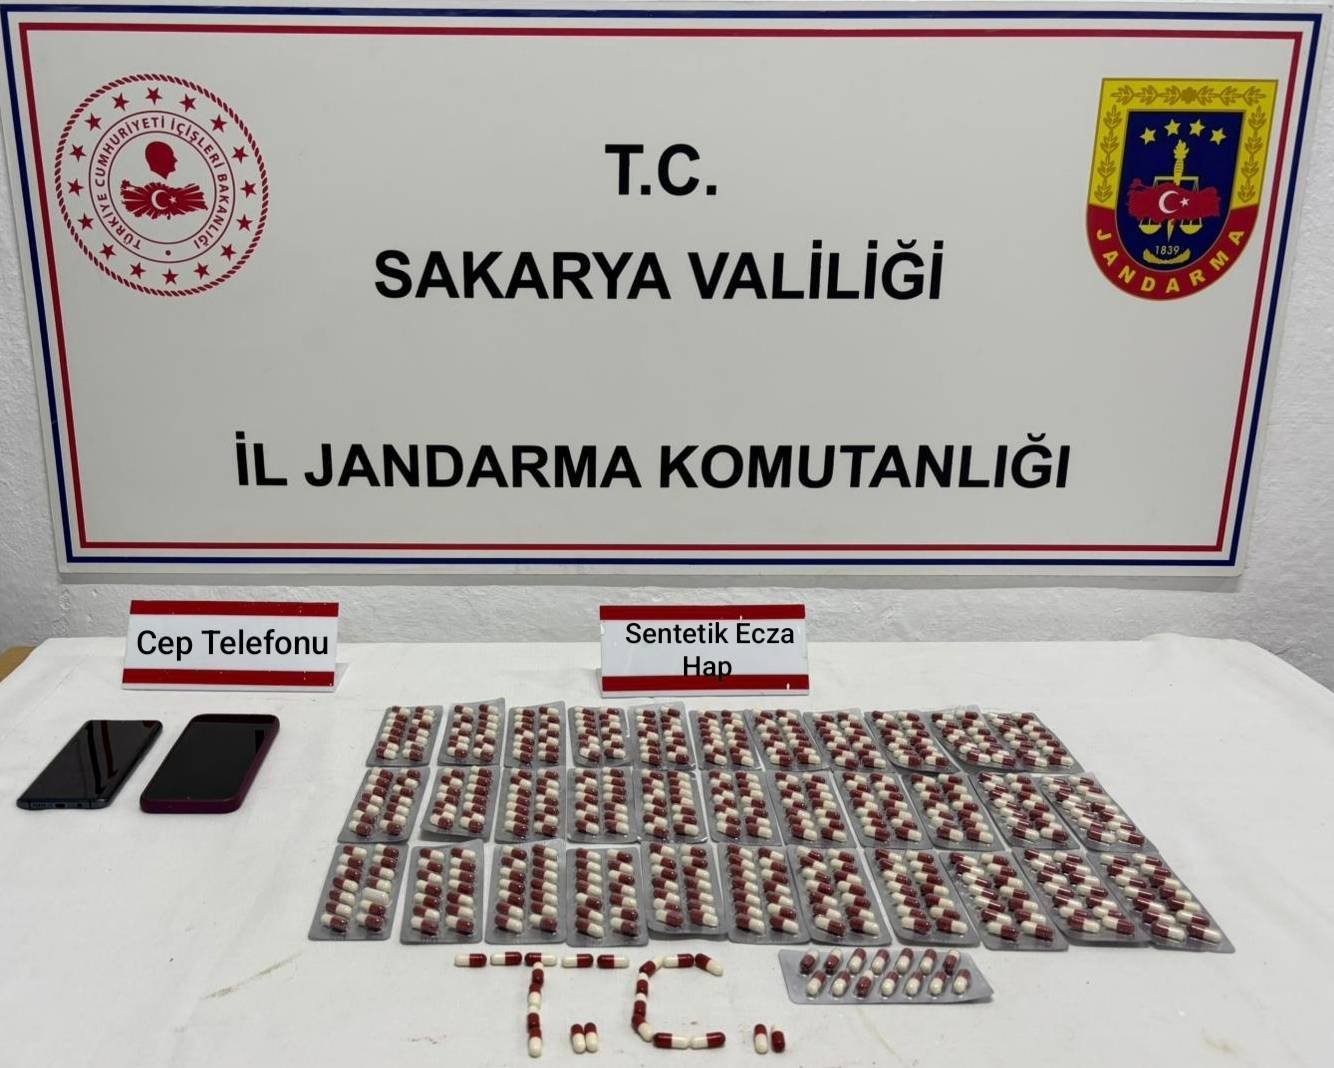 TÜRKİYE CUMHURİYETİ İÇİŞLERİ BAKANLIĞI
T.C.
SAKARYA VALİLİĞİ
İL JANDARMA KOMUTANLIĞI
1839
JANDARMA
Cep Telefonu
Sentetik Ecza
Hap
T.C.